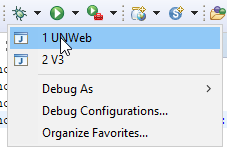 1 UNWeb
2 V3
Debug As
Debug Configurations...
Organize Favorites...